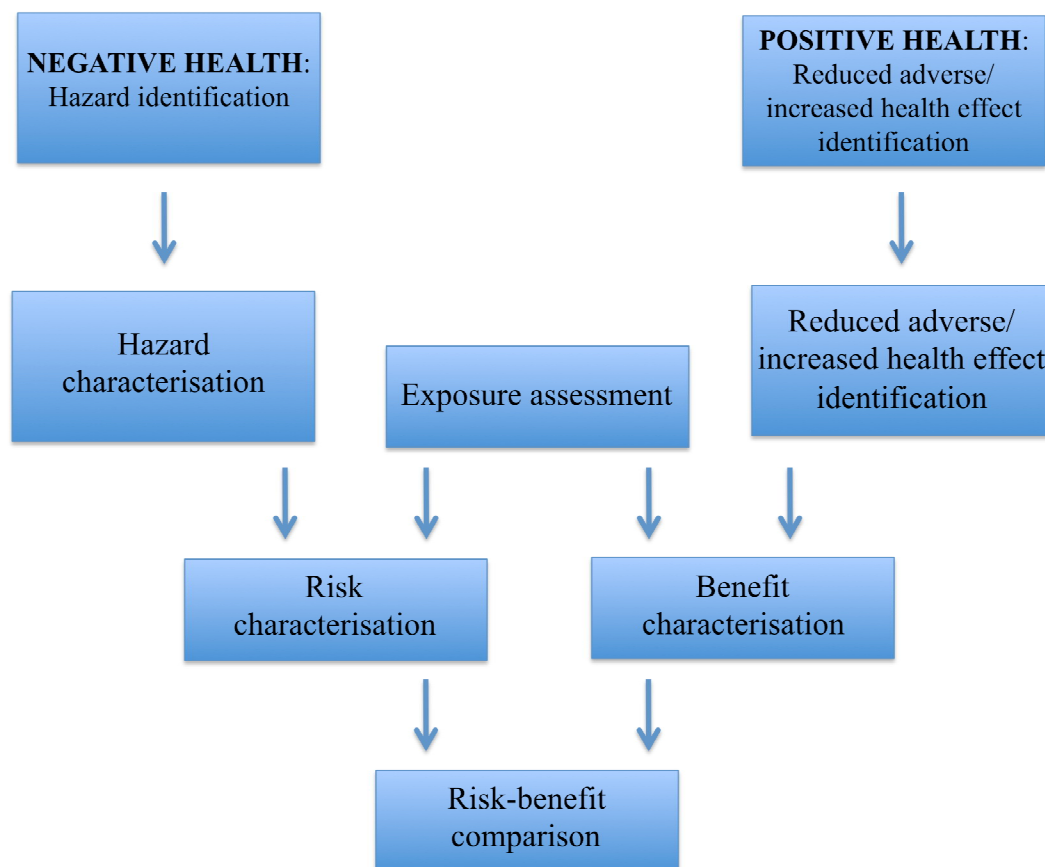 NEGATIVE HEALTH:
Hazard identification
POSITIVE HEALTH:
Reduced adverse/
increased health effect
identification
Hazard
characterisation
Exposure assessment
Reduced adverse/
increased health effect
identification
Risk
characterisation
Benefit
characterisation
Risk-benefit
comparison